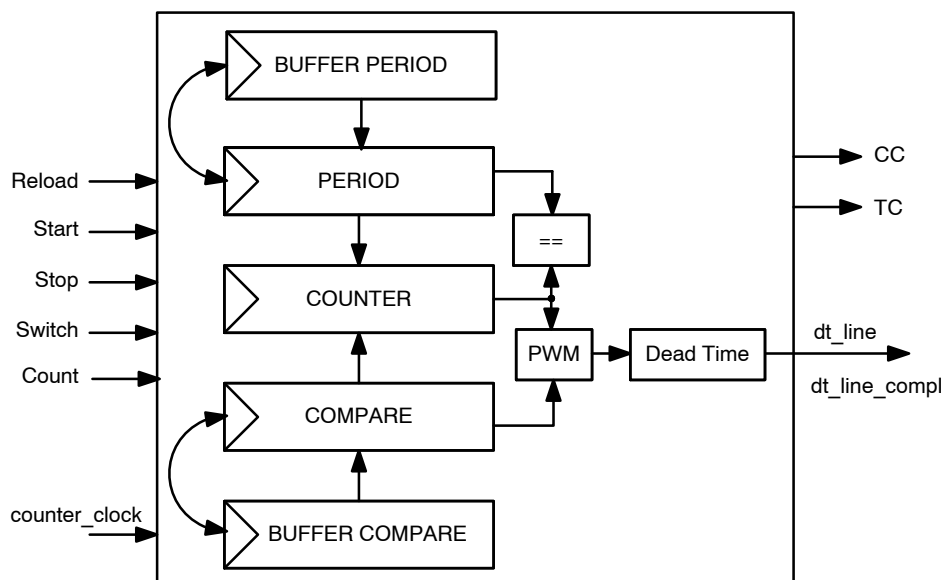 BUFFER PERIOD
PERIOD
==
COUNTER
PWM
Dead Time
COMPARE
BUFFER COMPARE
Reload
Start
Stop
Switch
Count
counter_clock
CC
TC
dt_line
dt_line_compl